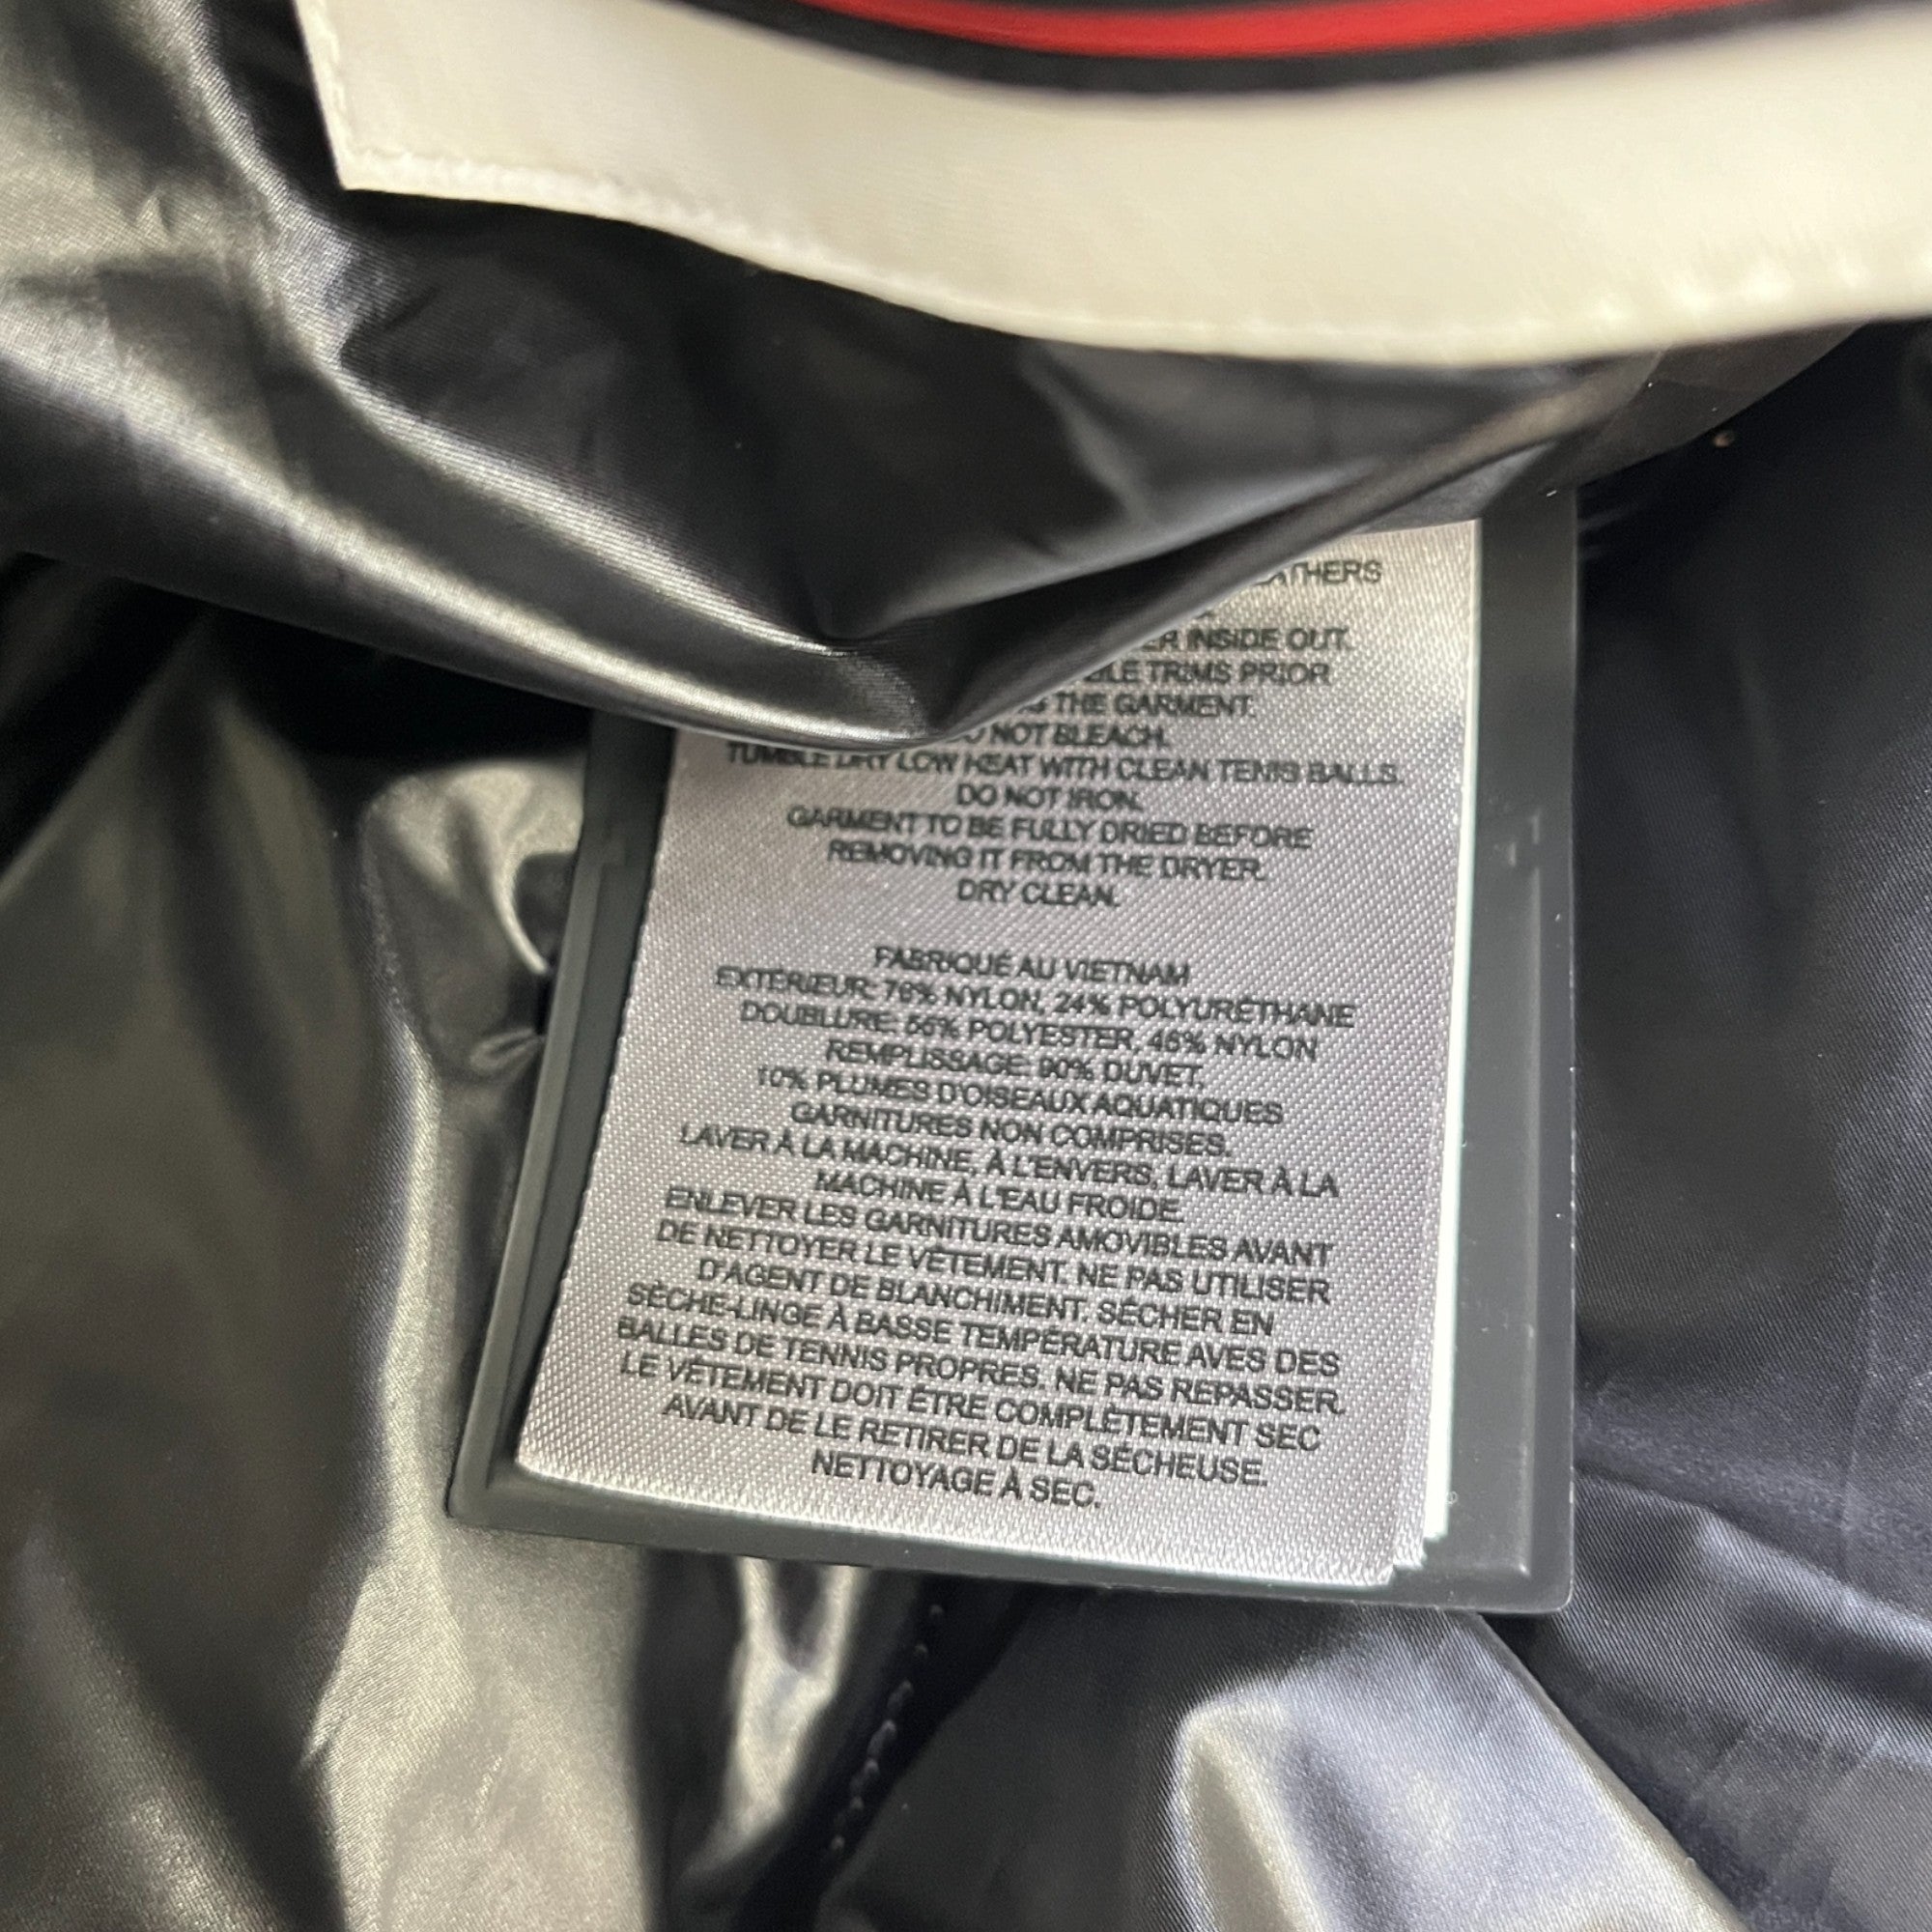 INSIDE OUT.
TRIMS PRIOR
THE GARMENT.
NOT BLEACH.
TUMBLE DRY LOW HEAT WITH CLEAN TENIS BALLS.
DO NOT IRON.
GARMENT TO BE FULLY DRIED BEFORE
REMOVING IT FROM THE DRYER.
DRY CLEAN.
FABRIQUÉ AU VIETNAM
EXTÉRIEUR: 76% NYLON, 24% POLYURÉTHANE
DOUBLURE: 55% POLYESTER, 45% NYLON
REMPLISSAGE: 90% DUVET,
10% PLUMES D'OISEAUX AQUATIQUES
GARNITURES NON COMPRISES.
LAVER À LA MACHINE, À L'ENVERS, LAVER À LA
MACHINE À L'EAU FROIDE.
ENLEVER LES GARNITURES AMOVIBLES AVANT
DE NETTOYER LE VÊTEMENT. NE PAS UTILISER
D'AGENT DE BLANCHIMENT. SÉCHER EN
SÈCHE-LINGE À BASSE TEMPÉRATURE AVES DES
BALLES DE TENNIS PROPRES. NE PAS REPASSER.
LE VÊTEMENT DOIT ÊTRE COMPLÈTEMENT SEC
AVANT DE LE RETIRER DE LA SÉCHEUSE.
NETTOYAGE À SEC.